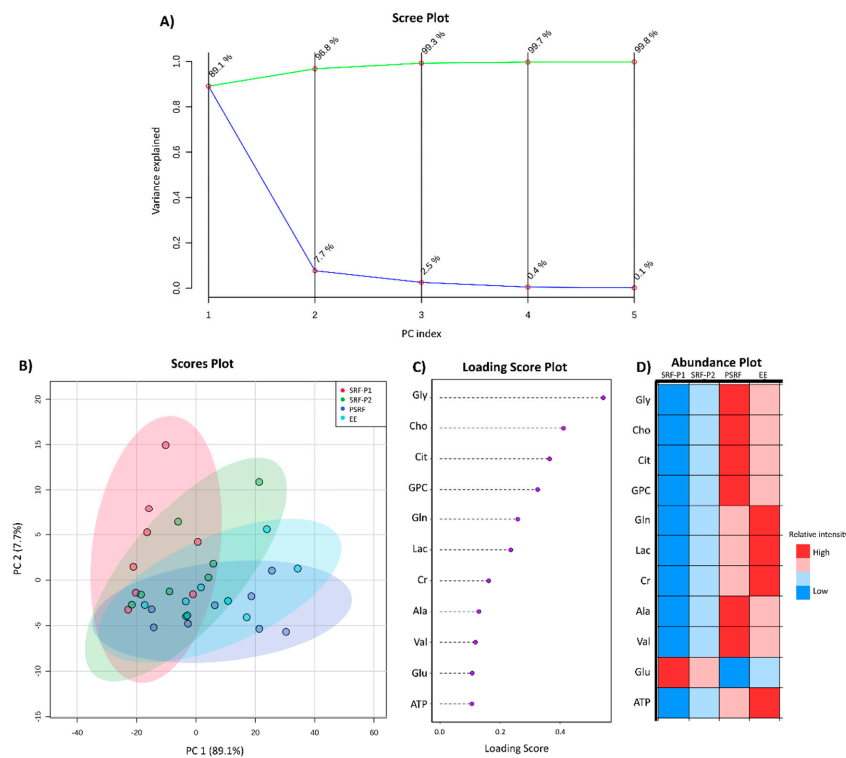 A)
Scree Plot
89.1 %
96.8 %
99.3 %
99.7 %
99.8 %
7.7 %
2.5 %
0.4 %
0.1 %
1.0
0.8
0.6
0.4
0.2
0.0
Variance explained
1 2 3 4 5
PC index
B)
Scores Plot
SRF-P1
SRF-P2
PSRF
EE
20
15
10
5
0
-5
-10
-15
PC 2 (7.7%)
-40 -20 0 20 40 60
PC 1 (89.1%)
C)
Loading Score Plot
Gly
Cho
Cit
GPC
Gln
Lac
Cr
Ala
Val
Glu
ATP
0.0 0.2 0.4
Loading Score
D)
Abundance Plot
SRF-P1 SRF-P2 PSRF EE
Gly
Cho
Cit
GPC
Gln
Lac
Cr
Ala
Val
Glu
ATP
Relative intensity
High
Low